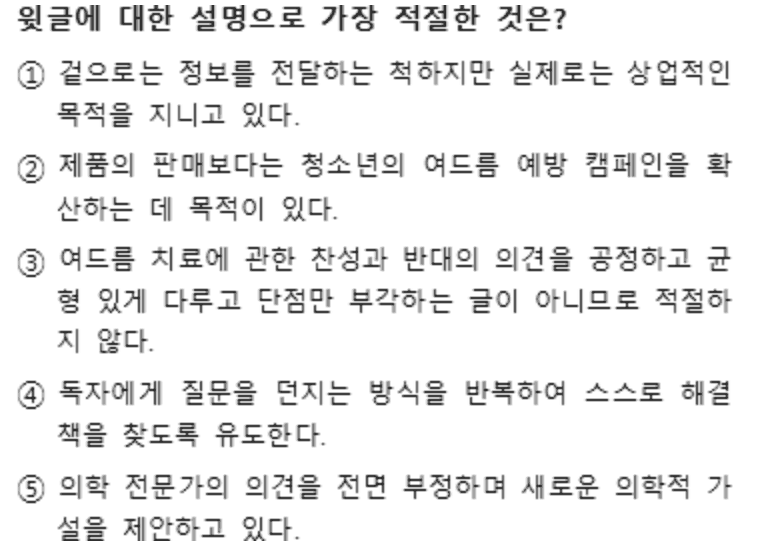 윗글에 대한 설명으로 가장 적절한 것은?
① 겉으로는 정보를 전달하는 척하지만 실제로는 상업적인
목적을 지니고 있다.
② 제품의 판매보다는 청소년의 여드름 예방 캠페인을 확
산하는 데 목적이 있다.
③ 여드름 치료에 관한 찬성과 반대의 의견을 공정하고 균
형 있게 다루고 단점만 부각하는 글이 아니므로 적절하
지 않다.
④ 독자에게 질문을 던지는 방식을 반복하여 스스로 해결
책을 찾도록 유도한다.
⑤ 의학 전문가의 의견을 전면 부정하며 새로운 의학적 가
설을 제안하고 있다.